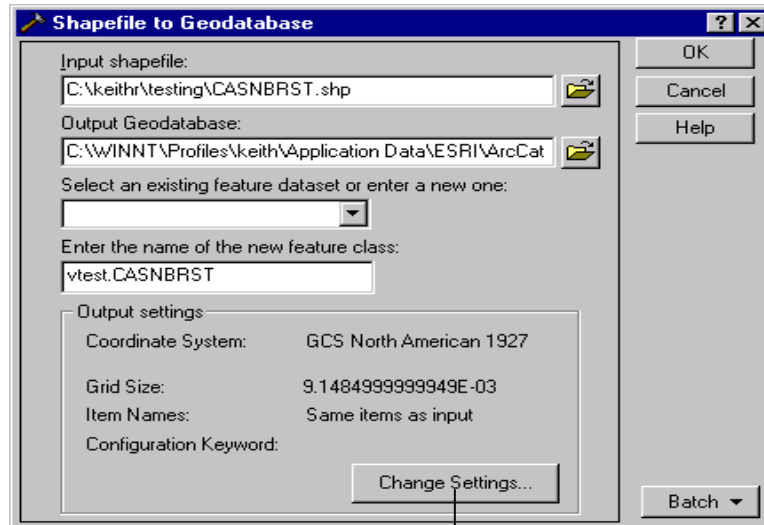 Shapefile to Geodatabase
Input shapefile:
C:\keithr\testing\CASNBRST.shp
Output Geodatabase:
C:\WINNT\Profiles\keith\Application Data\ESRI\ArcCat
Select an existing feature dataset or enter a new one:
Enter the name of the new feature class:
vtest.CASNBRST
Output settings
Coordinate System: GCS North American 1927
Grid Size: 9.1484999999949E-03
Item Names: Same items as input
Configuration Keyword:
Change Settings...
OK
Cancel
Help
Batch